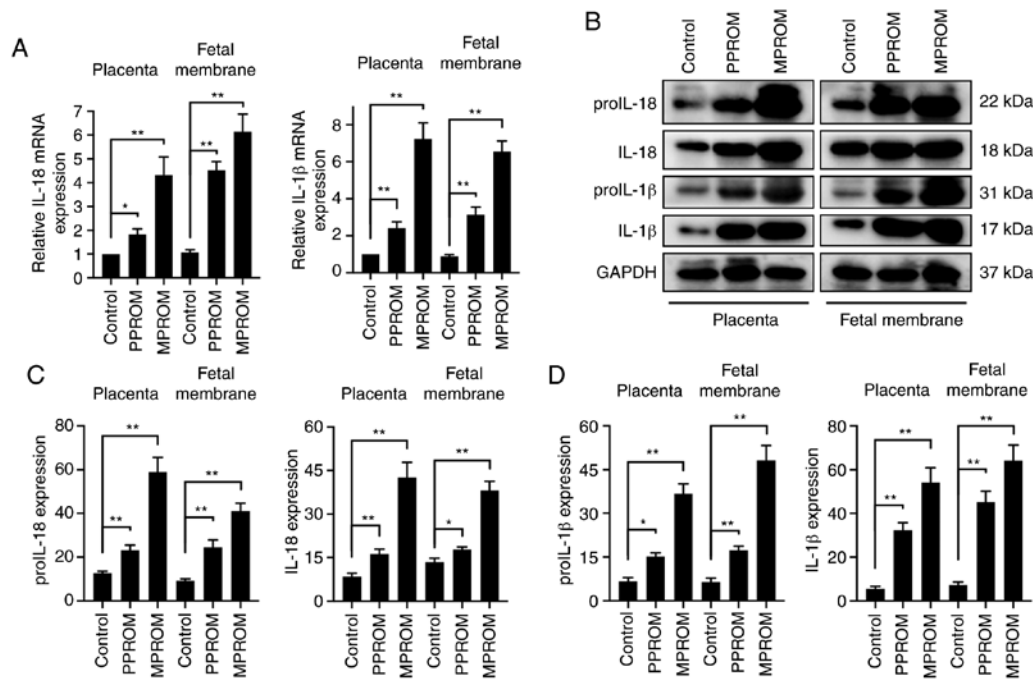 A
Placenta
Fetal
membrane
Relative IL-18 mRNA
expression
7
6
5
4
3
2
1
0
**
**
**
*
Control
PPROM
MPROM
Control
PPROM
MPROM
Placenta
Fetal
membrane
Relative IL-1β mRNA
expression
8
6
4
2
0
**
**
**
**
Control
PPROM
MPROM
Control
PPROM
MPROM
B
Control
PPROM
MPROM
Control
PPROM
MPROM
proIL-18
22 kDa
IL-18
18 kDa
proIL-1β
31 kDa
IL-1β
17 kDa
GAPDH
37 kDa
Placenta
Fetal membrane
C
Placenta
Fetal
membrane
proIL-18 expression
80
60
40
20
0
**
**
**
**
Control
PPROM
MPROM
Control
PPROM
MPROM
Placenta
Fetal
membrane
IL-18 expression
60
45
30
15
0
**
**
**
*
Control
PPROM
MPROM
Control
PPROM
MPROM
D
Placenta
Fetal
membrane
proIL-1β expression
60
45
30
15
0
**
**
*
**
Control
PPROM
MPROM
Control
PPROM
MPROM
Placenta
Fetal
membrane
IL-1β expression
80
60
40
20
0
**
**
**
**
Control
PPROM
MPROM
Control
PPROM
MPROM